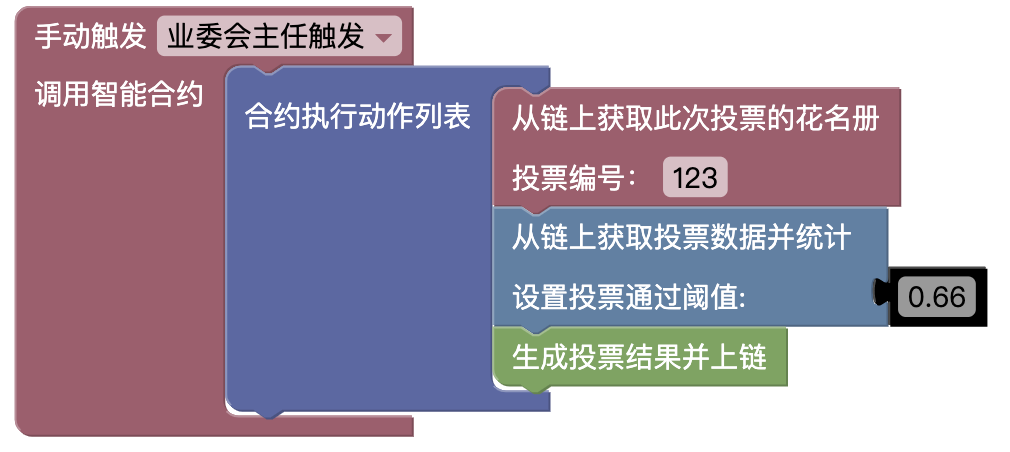 手动触发 业委会主任触发
调用智能合约
合约执行动作列表
从链上获取此次投票的花名册
投票编号： 123
从链上获取投票数据并统计
设置投票通过阈值: 0.66
生成投票结果并上链